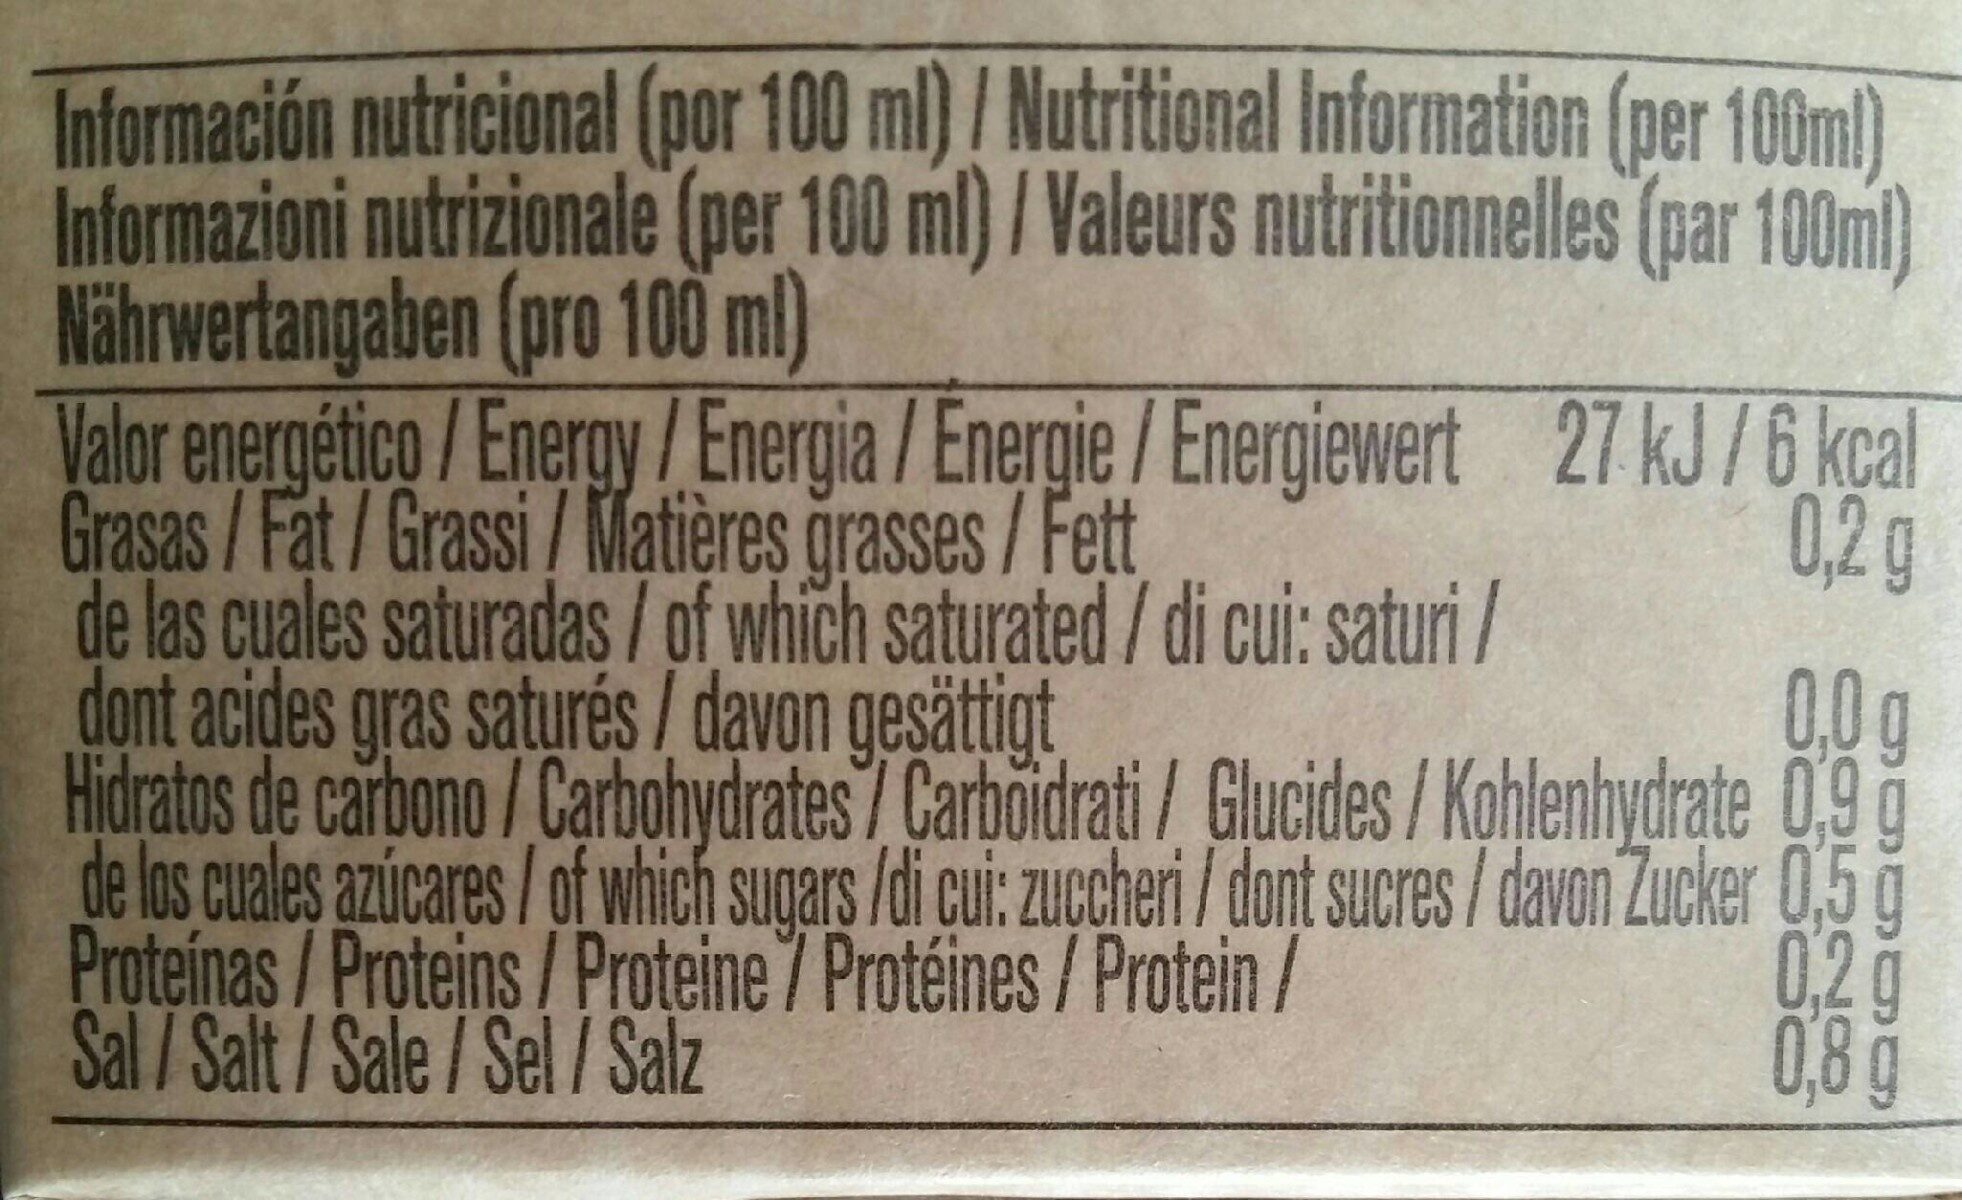 Información nutricional (por 100 ml) / Nutritional Information (per 100ml)
Informazioni nutrizionale (per 100 ml) / Valeurs nutritionnelles (par 100ml)
Nährwertangaben (pro 100 ml)
Valor energético / Energy / Energia / Énergie / Energiewert 27 kJ / 6 kcal
Grasas / Fat / Grassi / Matières grasses / Fett 0,2 g
de las cuales saturadas / of which saturated / di cui: saturi /
dont acides gras saturés / davon gesättigt 0,0 g
Hidratos de carbono / Carbohydrates / Carboidrati / Glucides / Kohlenhydrate 0,9 g
de los cuales azúcares / of which sugars /di cui: zuccheri / dont sucres / davon Zucker 0,5 g
Proteínas / Proteins / Proteine / Protéines / Protein / 0,2 g
Sal / Salt / Sale / Sel / Salz 0,8 g